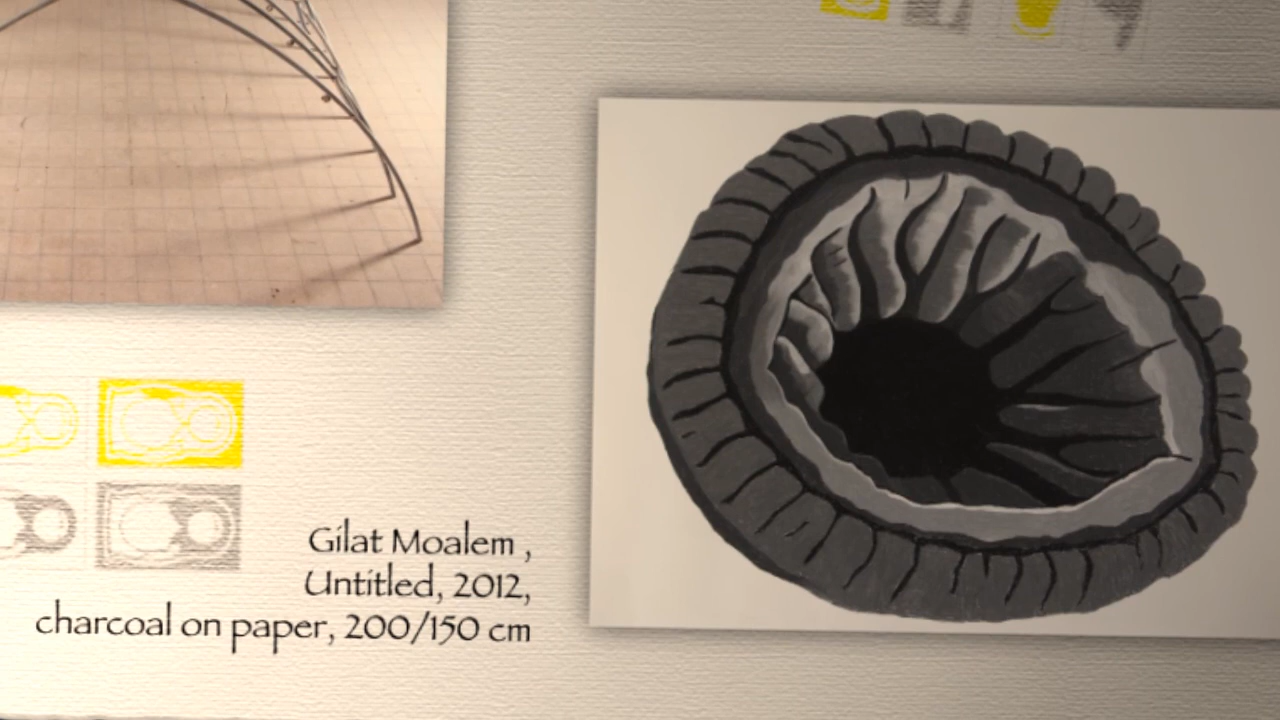 Gilat Moalem ,
Untitled, 2012,
charcoal on paper, 200/150 cm